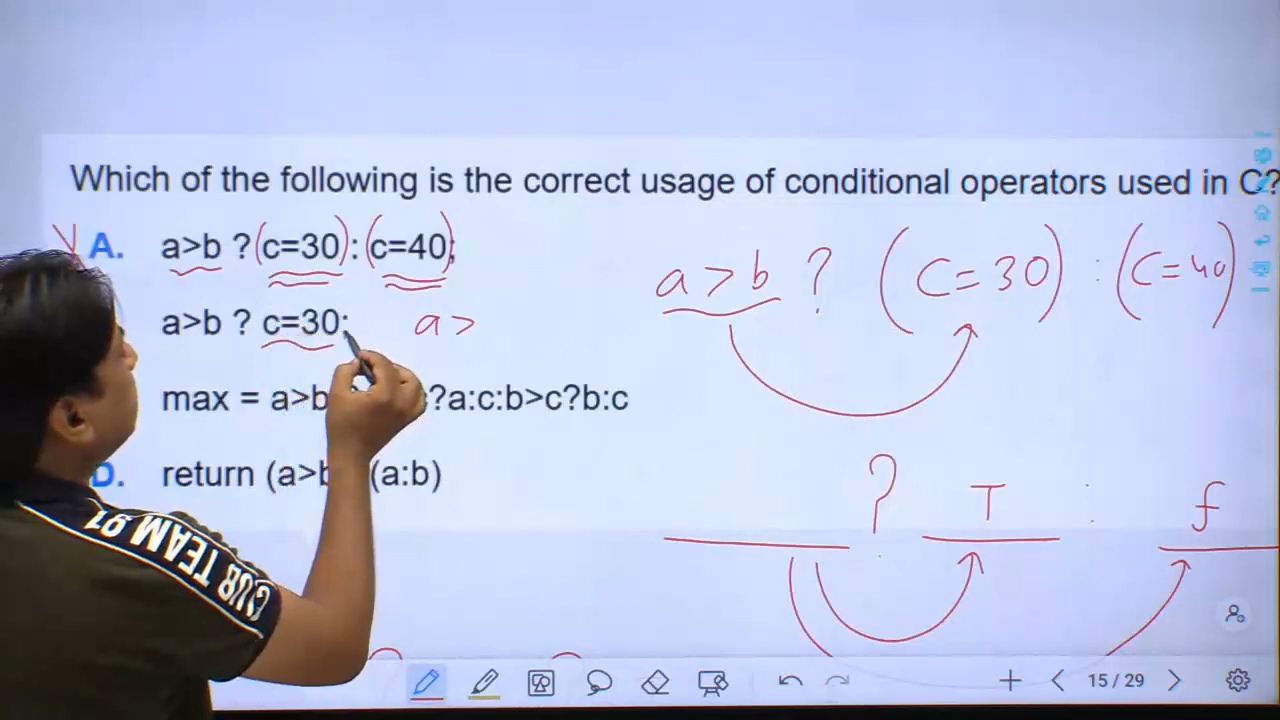 Which of the following is the correct usage of conditional operators used in C?
A. a>b ? (c=30) : (c=40);
a > b ? (C=30) : (C=40)
a>b ? c=30;
a >
max = a>b ?a:c:b>c?b:c
D. return (a>b (a:b)
? T : f
CUB TEAM 91
15 / 29